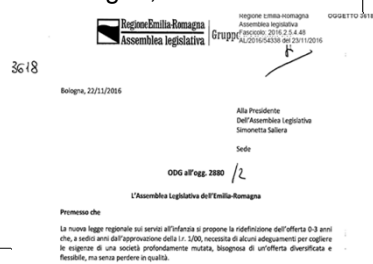 RegioneEmilia-Romagna
Assemblea legislativa
Grupp
Regione Emilia-Romagna
Assemblea legislativa
Fascicolo: 2016.2.5.4.48
AL/2016/54338 del 23/11/2016
OGGETTO 3618
3618
Bologna, 22/11/2016
Alla Presidente
Dell'Assemblea Legislativa
Simonetta Saliera
Sede
ODG all'ogg. 2880 /2
L'Assemblea Legislativa dell'Emilia-Romagna
Premesso che
La nuova legge regionale sui servizi all'infanzia si propone la ridefinizione dell'offerta 0-3 anni
che, a sedici anni dall'approvazione della l.r. 1/00, necessita di alcuni adeguamenti per cogliere
le esigenze di una società profondamente mutata, bisognosa di un'offerta diversificata e
flessibile, ma senza perdere in qualità.